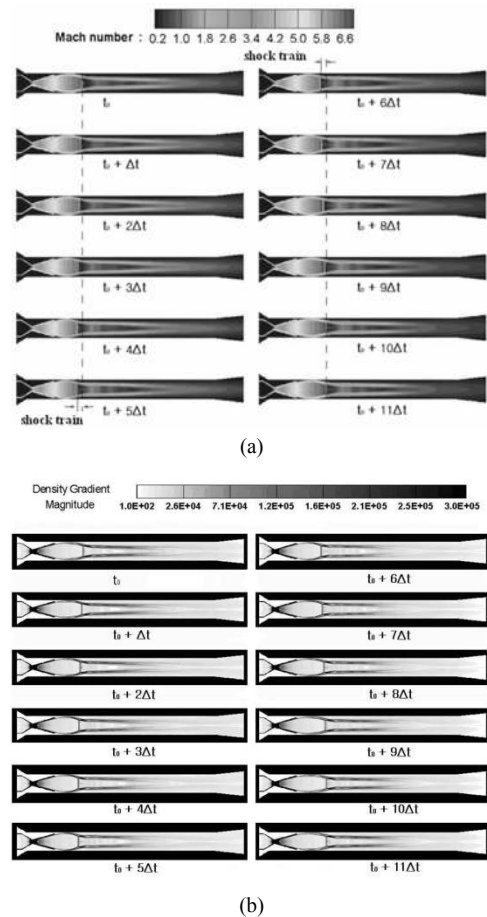 Mach number :
0.2 1.0 1.8 2.6 3.4 4.2 5.0 5.8 6.6
shock train
t₀
t₀ + 6Δt
t₀ + Δt
t₀ + 7Δt
t₀ + 2Δt
t₀ + 8Δt
t₀ + 3Δt
t₀ + 9Δt
t₀ + 4Δt
t₀ + 10Δt
t₀ + 5Δt
t₀ + 11Δt
shock train
(a)
Density Gradient
Magnitude
1.0E+02 2.6E+04 7.1E+04 1.2E+05 1.6E+05 2.1E+05 2.5E+05 3.0E+05
t₀
t₀ + 6Δt
t₀ + Δt
t₀ + 7Δt
t₀ + 2Δt
t₀ + 8Δt
t₀ + 3Δt
t₀ + 9Δt
t₀ + 4Δt
t₀ + 10Δt
t₀ + 5Δt
t₀ + 11Δt
(b)